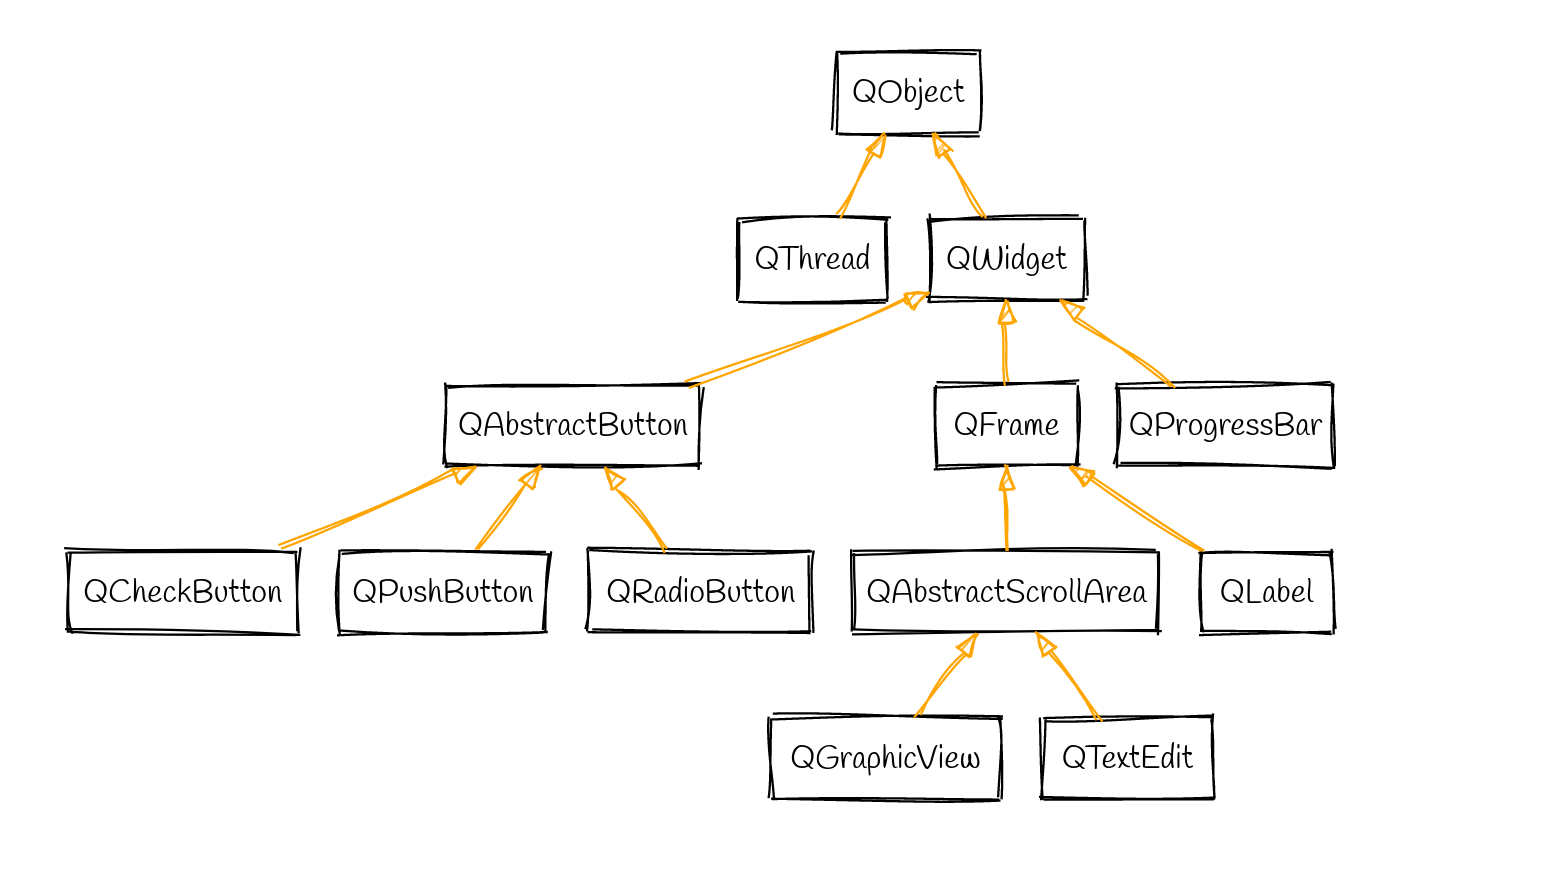 QObject
QThread
QWidget
QAbstractButton
QFrame
QProgressBar
QCheckButton
QPushButton
QRadioButton
QAbstractScrollArea
QLabel
QGraphicView
QTextEdit